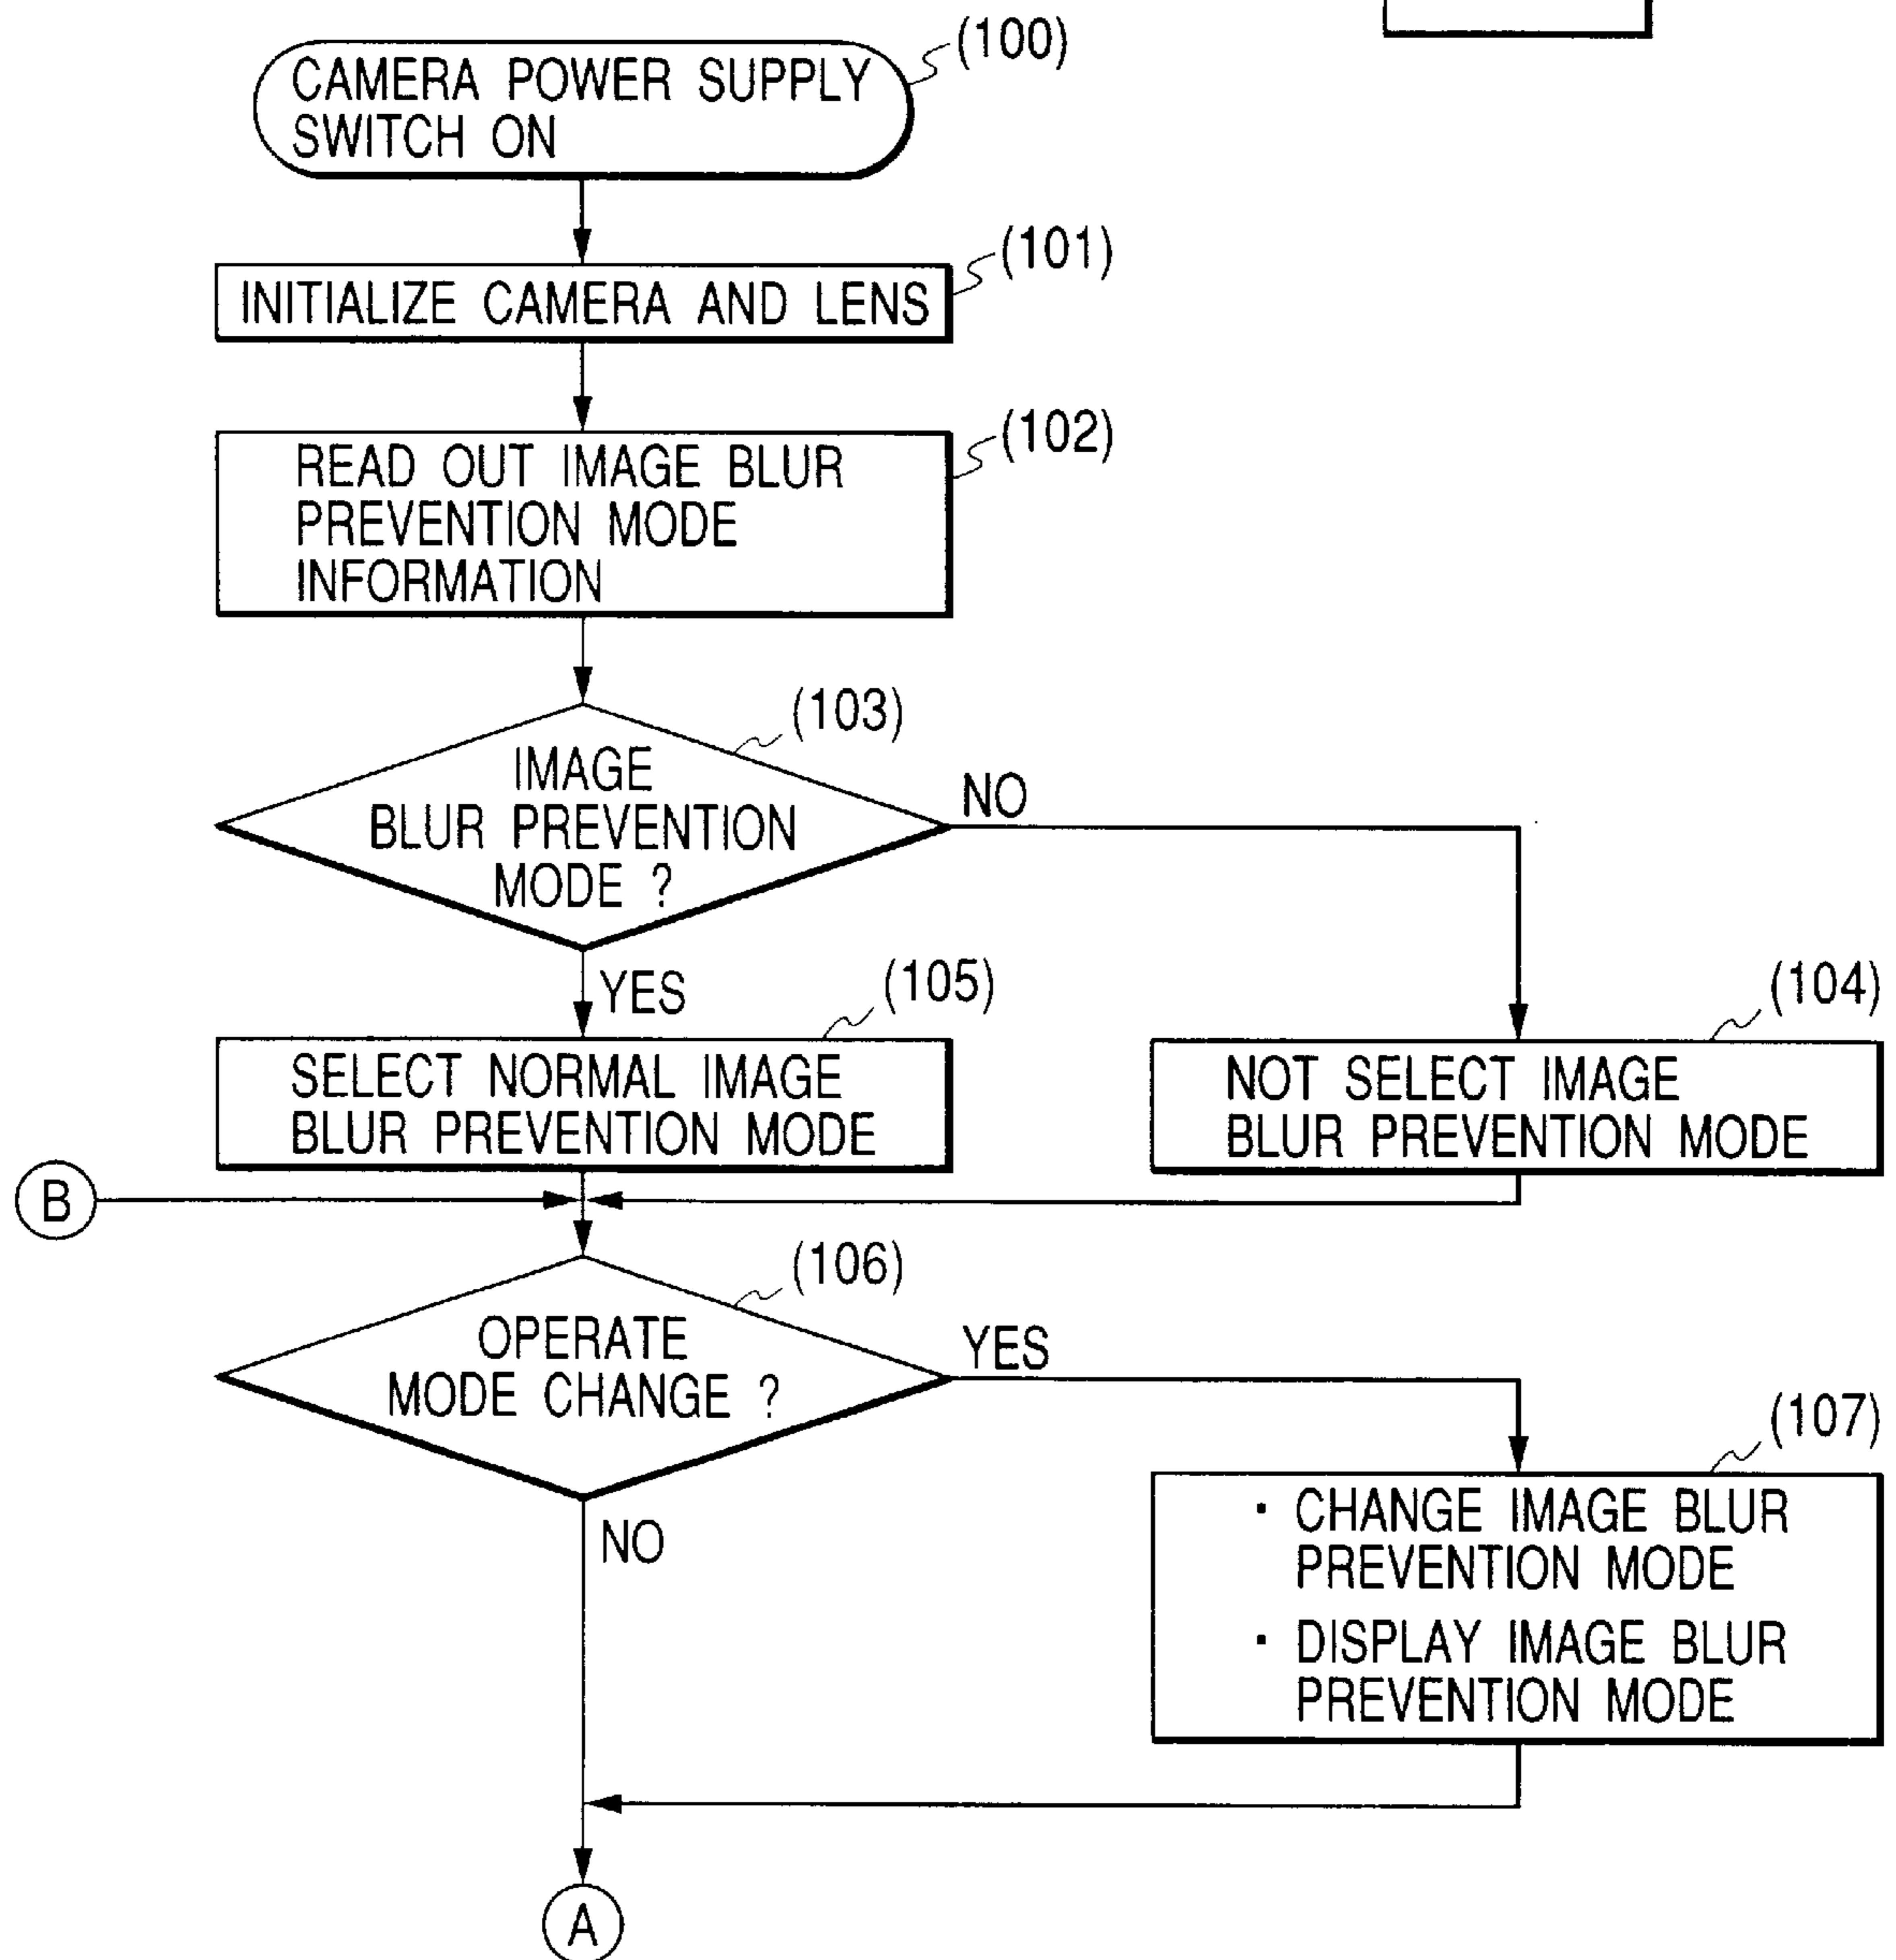 (100)
CAMERA POWER SUPPLY
SWITCH ON
(101)
INITIALIZE CAMERA AND LENS
(102)
READ OUT IMAGE BLUR
PREVENTION MODE
INFORMATION
(103)
IMAGE
BLUR PREVENTION
MODE ?
NO
YES
(105)
SELECT NORMAL IMAGE
BLUR PREVENTION MODE
(104)
NOT SELECT IMAGE
BLUR PREVENTION MODE
B
(106)
OPERATE
MODE CHANGE ?
YES
NO
(107)
· CHANGE IMAGE BLUR
PREVENTION MODE
· DISPLAY IMAGE BLUR
PREVENTION MODE
A